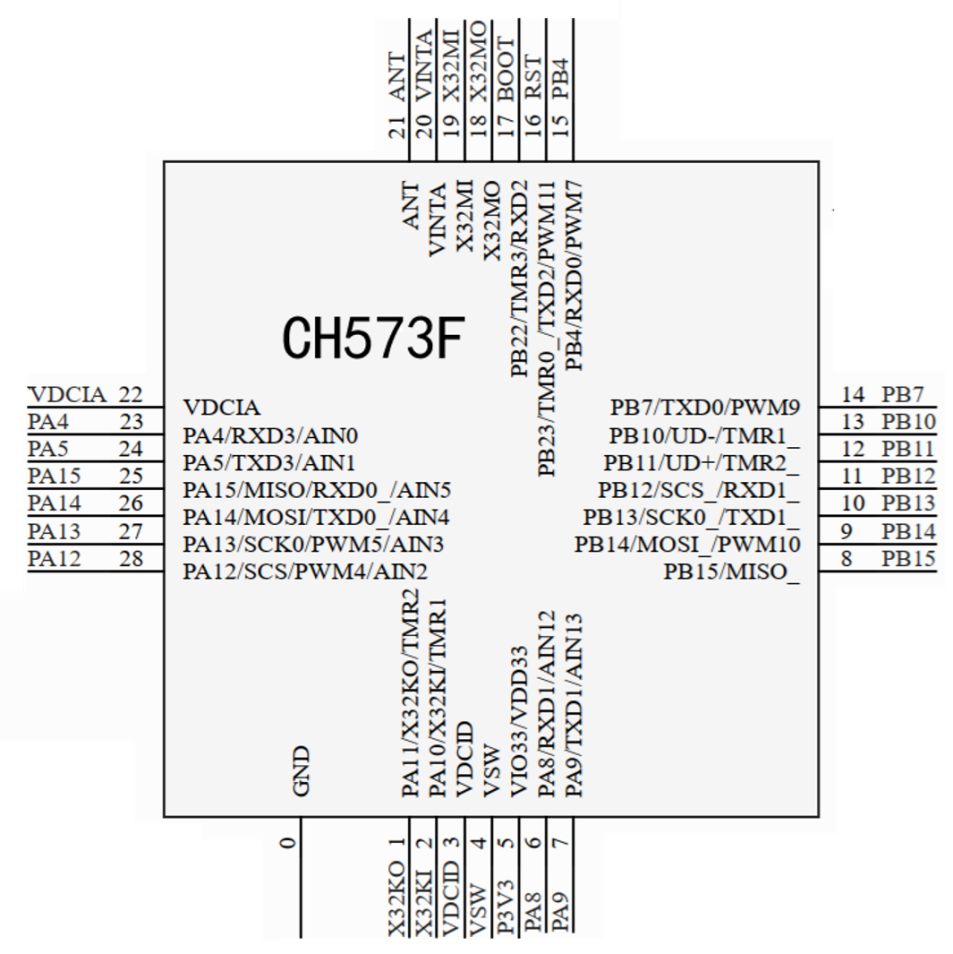 21 ANT
20 VINTA
19 X32MI
18 X32MO
17 BOOT
16 RST
15 PB4
ANT
VINTA
X32MI
X32MO
PB22/TMR3/RXD2
PB23/TMR0_/TXD2/PWM11
PB4/RXD0/PWM7
CH573F
VDCIA 22
PA4 23
PA5 24
PA15 25
PA14 26
PA13 27
PA12 28
VDCIA
PA4/RXD3/AIN0
PA5/TXD3/AIN1
PA15/MISO/RXD0_/AIN5
PA14/MOSI/TXD0_/AIN4
PA13/SCK0/PWM5/AIN3
PA12/SCS/PWM4/AIN2
PB7/TXD0/PWM9
PB10/UD-/TMR1_
PB11/UD+/TMR2_
PB12/SCS_/RXD1_
PB13/SCK0_/TXD1_
PB14/MOSI_/PWM10
PB15/MISO_
14 PB7
13 PB10
12 PB11
11 PB12
10 PB13
9 PB14
8 PB15
GND
PA11/X32KO/TMR2
PA10/X32KI/TMR1
VDCID
VSW
VIO33/VDD33
PA8/RXD1/AIN12
PA9/TXD1/AIN13
0
X32KO 1
X32KI 2
VDCID 3
VSW 4
P3V3 5
PA8 6
PA9 7